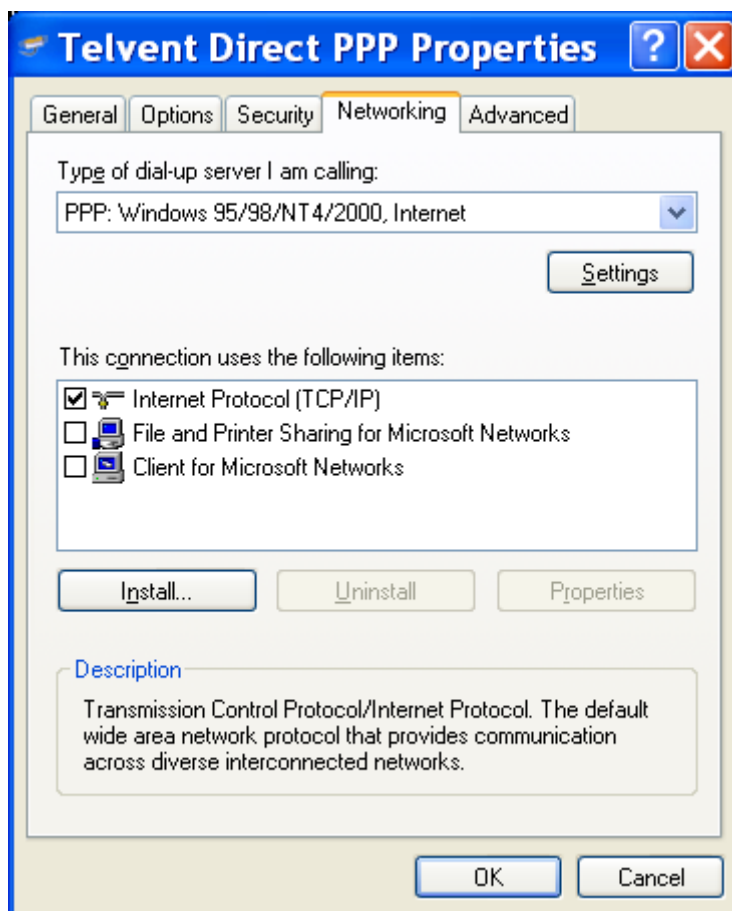 Telvent Direct PPP Properties
General Options Security Networking Advanced
Type of dial-up server I am calling:
PPP: Windows 95/98/NT4/2000, Internet
Settings
This connection uses the following items:
Internet Protocol (TCP/IP)
File and Printer Sharing for Microsoft Networks
Client for Microsoft Networks
Install... Uninstall Properties
Description
Transmission Control Protocol/Internet Protocol. The default
wide area network protocol that provides communication
across diverse interconnected networks.
OK Cancel